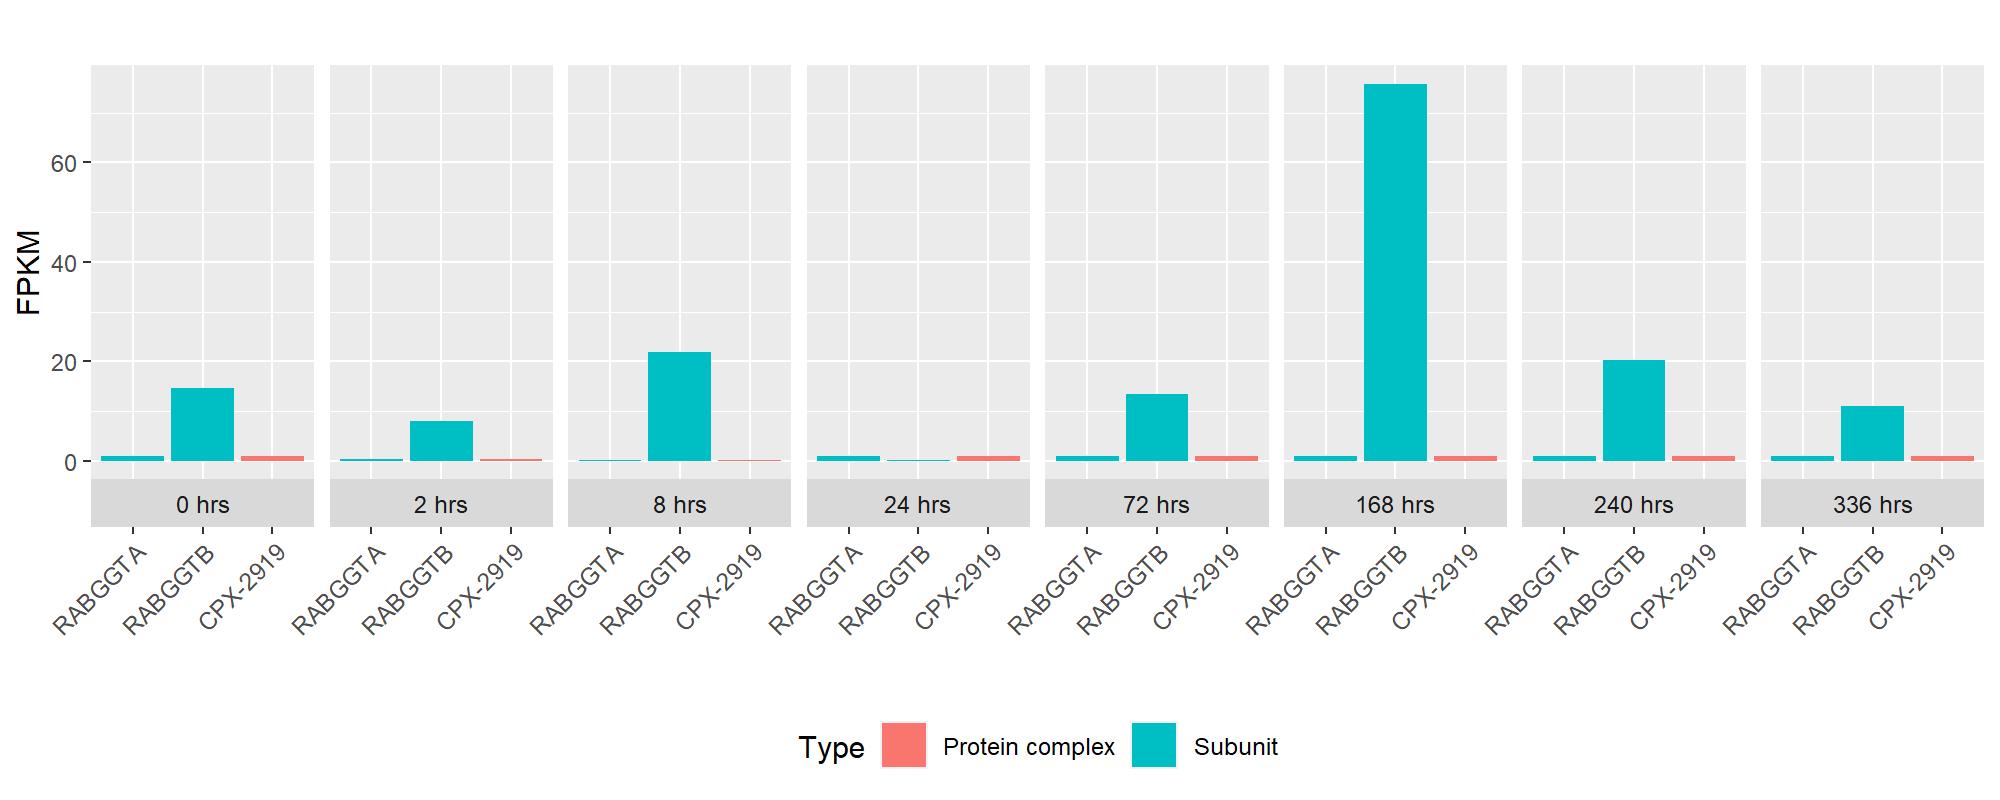 FPKM
60
40
20
0
0 hrs 2 hrs 8 hrs 24 hrs 72 hrs 168 hrs 240 hrs 336 hrs
RABGGTA RABGGTB CPX-2919 RABGGTA RABGGTB CPX-2919 RABGGTA RABGGTB CPX-2919 RABGGTA RABGGTB CPX-2919 RABGGTA RABGGTB CPX-2919 RABGGTA RABGGTB CPX-2919 RABGGTA RABGGTB CPX-2919 RABGGTA RABGGTB CPX-2919
Type Protein complex Subunit